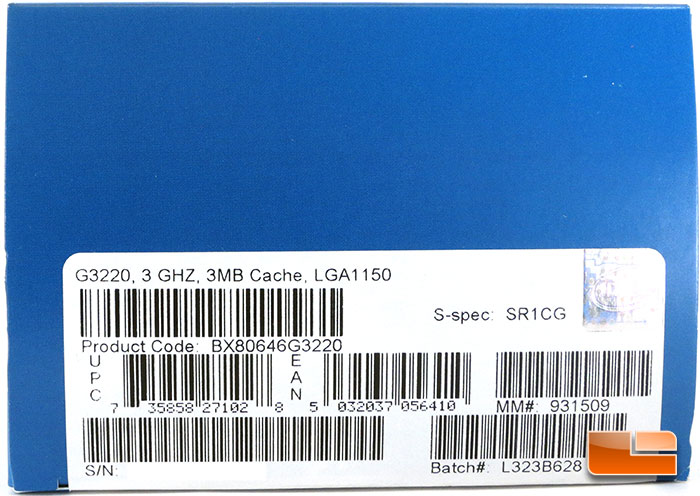 G3220, 3 GHZ, 3MB Cache, LGA1150
S-spec: SR1CG
Product Code: BX80646G3220
UPC
7 35858 27102 8
EAN
5 032037 056410
MM#: 931509
S/N:
Batch#: L323B628